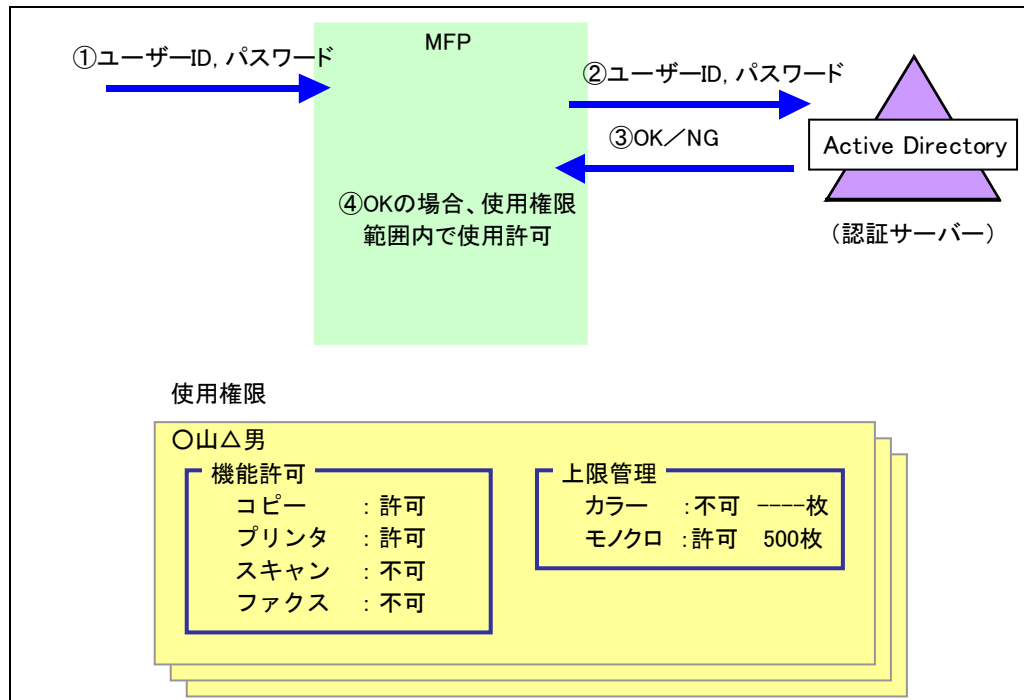 MFP
①ユーザーID, パスワード
②ユーザーID, パスワード
③OK／NG
Active Directory
④OKの場合、使用権限
範囲内で使用許可
（認証サーバー）
使用権限
〇山△男
機能許可
コピー ：許可
プリンタ ：許可
スキャン ：不可
ファクス ：不可
上限管理
カラー ：不可 ----枚
モノクロ ：許可 500枚